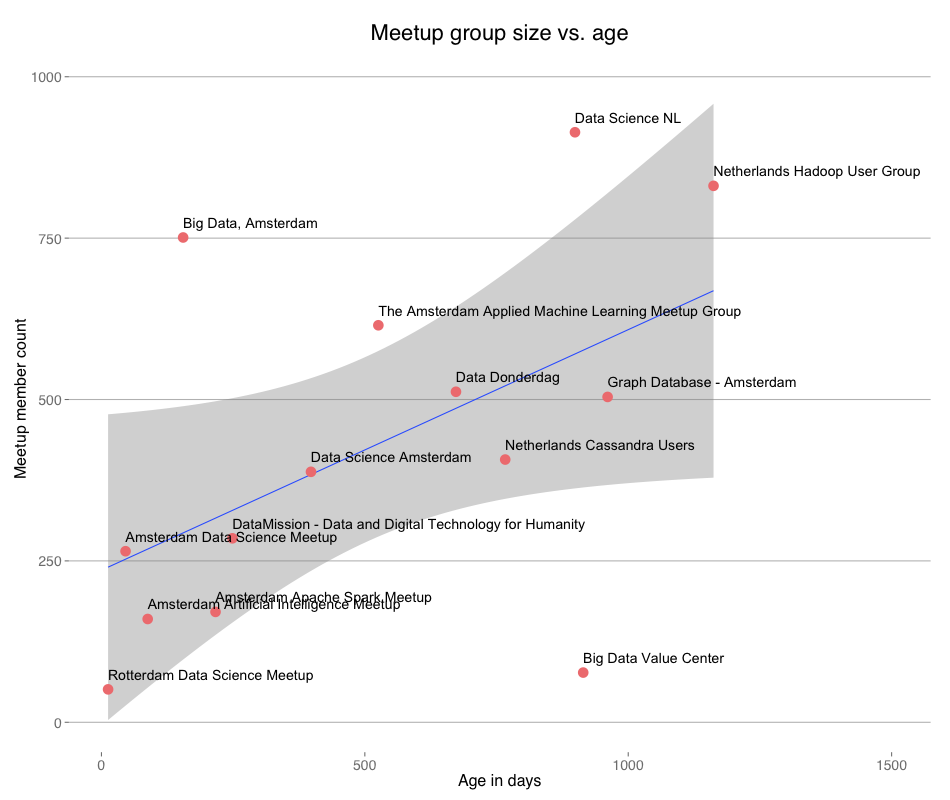 Meetup group size vs. age
1000
Data Science NL
Netherlands Hadoop User Group
Big Data, Amsterdam
750
The Amsterdam Applied Machine Learning Meetup Group
Data Donderdag
Graph Database - Amsterdam
500
Netherlands Cassandra Users
Data Science Amsterdam
DataMission - Data and Digital Technology for Humanity
Amsterdam Data Science Meetup
250
Amsterdam Apache Spark Meetup
Amsterdam Artificial Intelligence Meetup
Big Data Value Center
Rotterdam Data Science Meetup
0
Meetup member count
0 500 1000 1500
Age in days